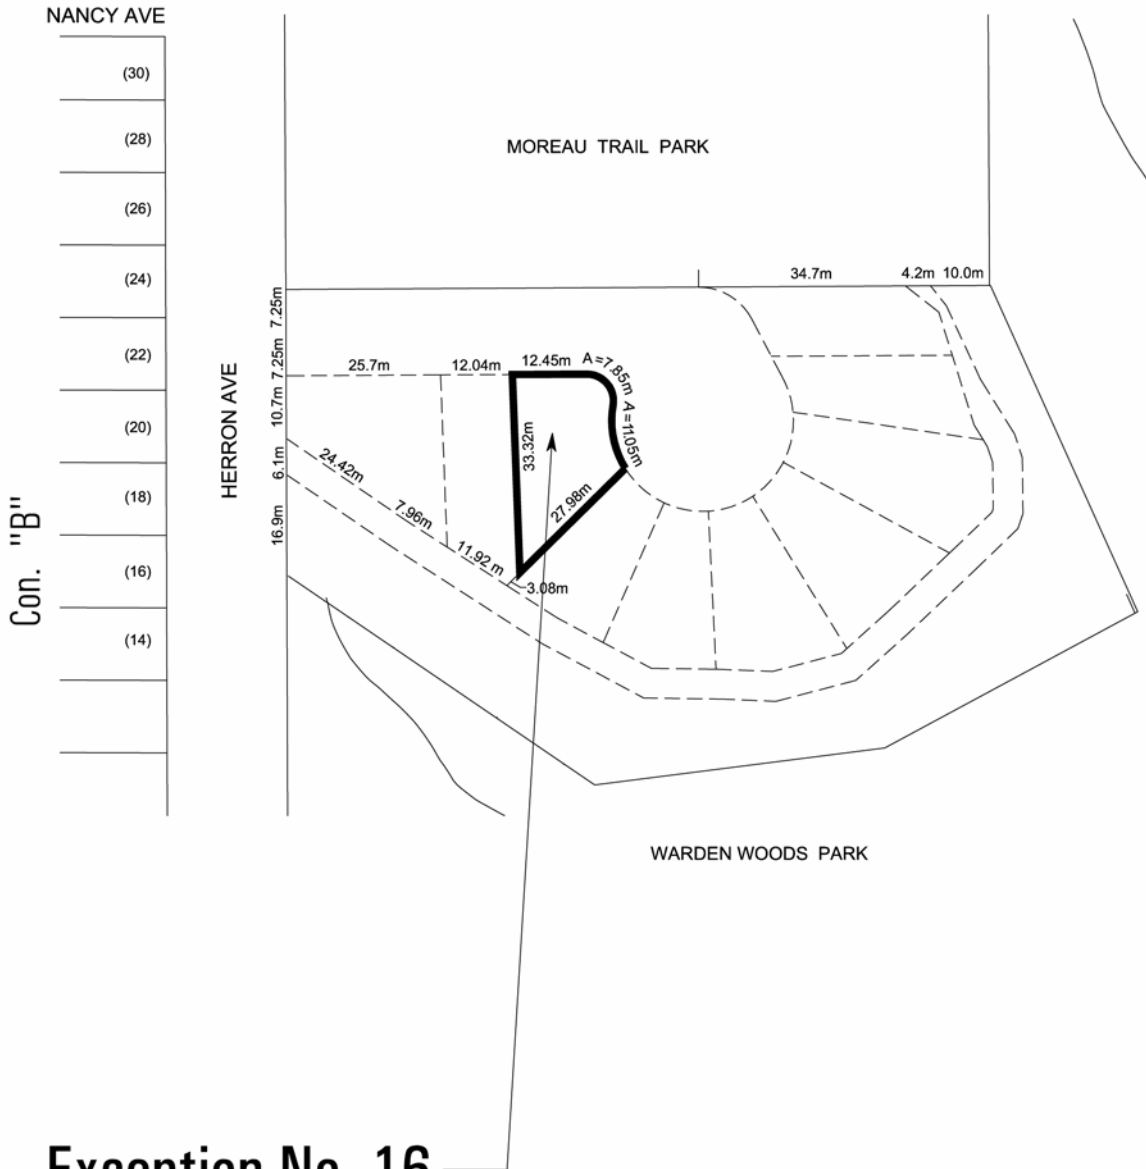 NANCY AVE
(30)
(28)
(26)
(24)
(22)
(20)
(18)
(16)
(14)
Con. "B"
HERRON AVE
MOREAU TRAIL PARK
34.7m 4.2m 10.0m
7.25m
7.25m
10.7m
6.1m
16.9m
25.7m 12.04m 12.45m A =7.85m
A =11.05m
33.32m
27.98m
24.42m
7.96m
11.92 m
3.08m
WARDEN WOODS PARK
Exception No. 16